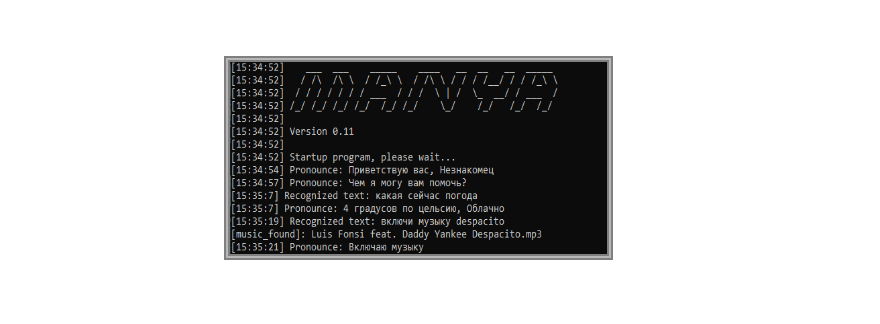 [15:34:52]
[15:34:52]
[15:34:52]
[15:34:52]
[15:34:52]
[15:34:52] Version 0.11
[15:34:52]
[15:34:52] Startup program, please wait...
[15:34:54] Pronounce: Приветствую вас, Незнакомец
[15:34:57] Pronounce: Чем я могу вам помочь?
[15:35:7] Recognized text: какая сейчас погода
[15:35:7] Pronounce: 4 градусов по цельсию, Облачно
[15:35:19] Recognized text: включи музыку despacito
[music_found]: Luis Fonsi feat. Daddy Yankee Despacito.mp3
[15:35:21] Pronounce: Включаю музыку